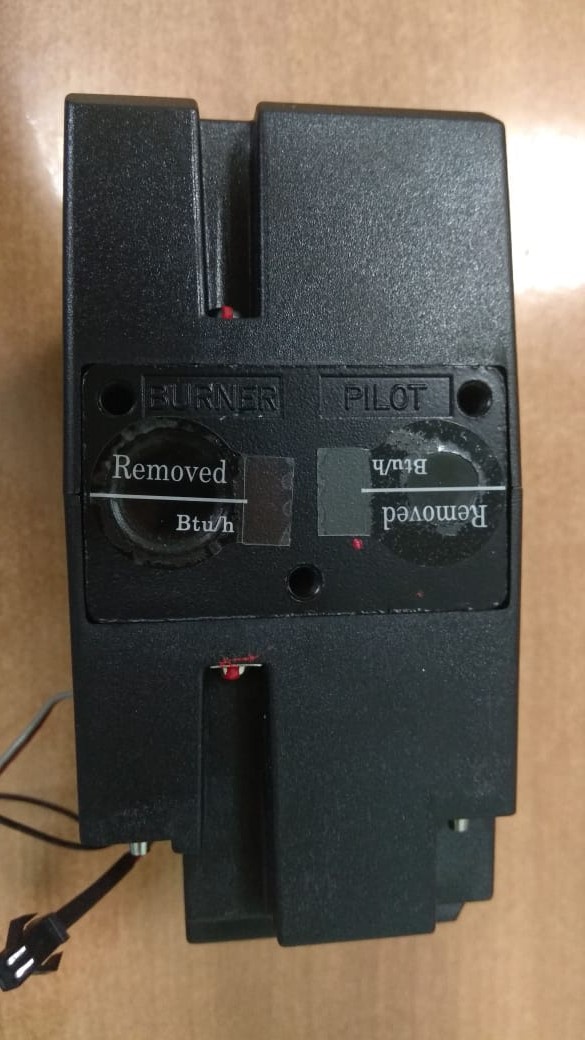 BURNER
PILOT
Removed
Btu/h
Btu/h
Removed